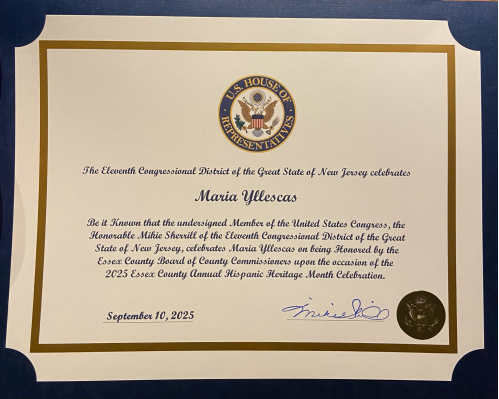 U.S. HOUSE OF REPRESENTATIVES
The Eleventh Congressional District of the Great State of New Jersey celebrates
Maria Yllescas
Be it Known that the undersigned Member of the United States Congress, the
Honorable Mikie Sherrill of the Eleventh Congressional District of the Great
State of New Jersey, celebrates Maria Yllescas on being Honored by the
Essex County Board of County Commissioners upon the occasion of the
2025 Essex County Annual Hispanic Heritage Month Celebration.
September 10, 2025